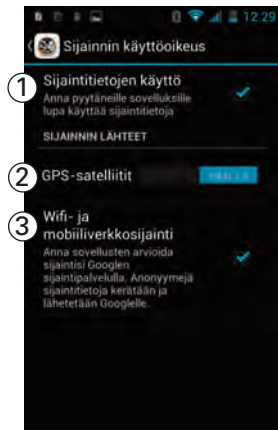 12.29
Sijainnin käyttöoikeus
1
Sijaintitietojen käyttö
Anna pyytäneille sovelluksille
lupa käyttää sijaintitietoja
SIJAINNIN LÄHTEET
2
GPS-satelliitit
3
Wifi- ja
mobiiliverkkosijainti
Anna sovellusten arvioida
sijaintisi Googlen
sijaintipalvelulla. Anonyymejä
sijaintitietoja kerätään ja
lähetetään Googlelle.